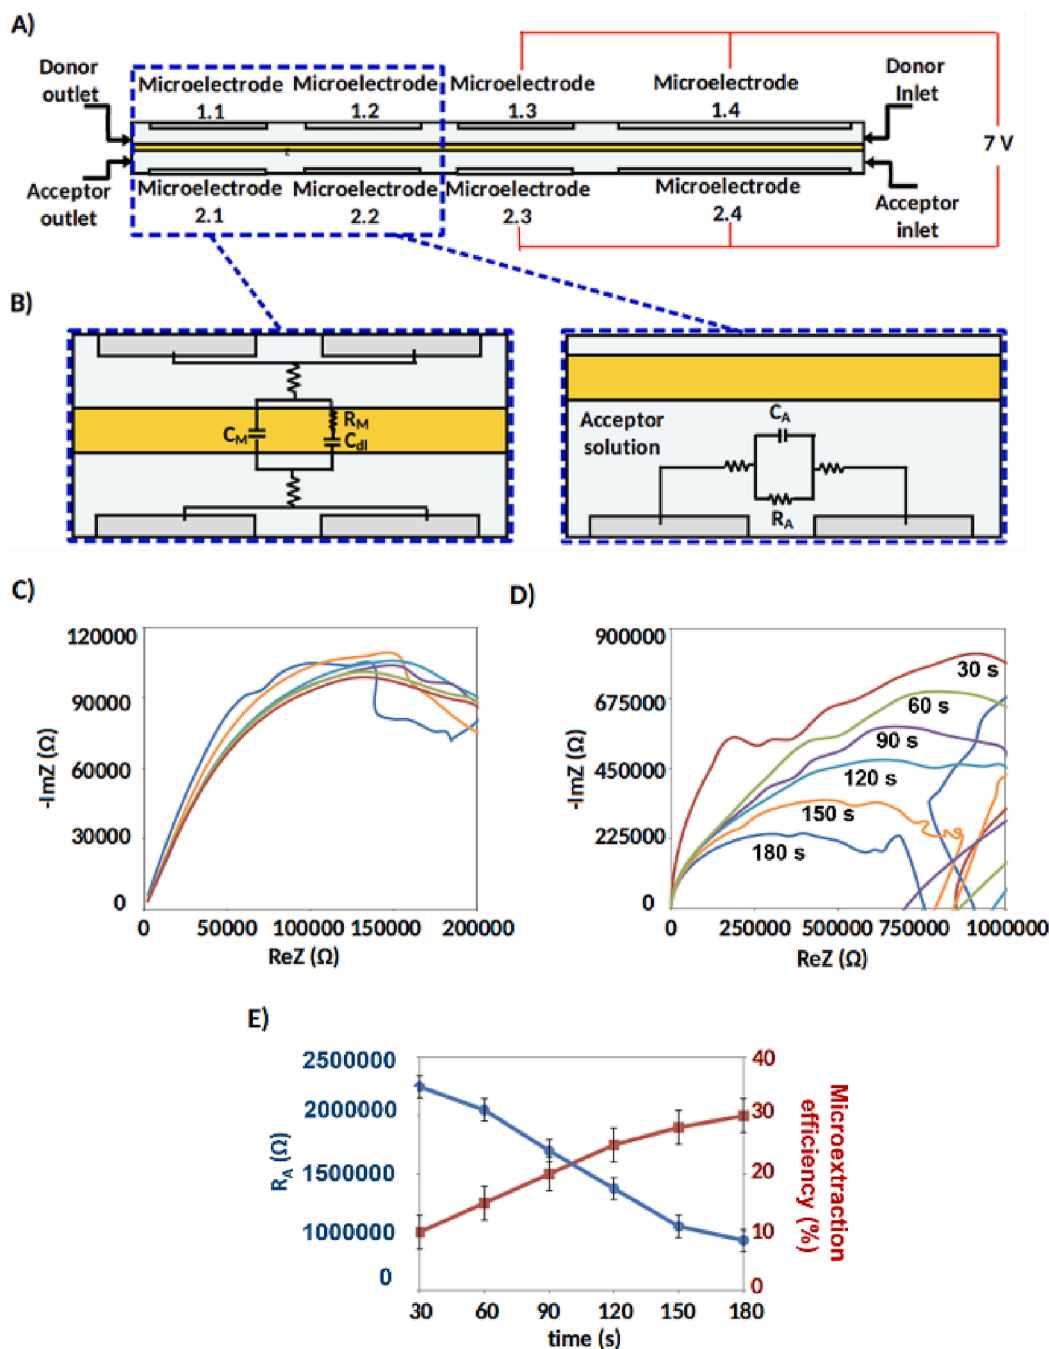 A)
Donor
outlet
Microelectrode
1.1
Microelectrode
1.2
Microelectrode
1.3
Microelectrode
1.4
Donor
Inlet
7 V
Acceptor
outlet
Microelectrode
2.1
Microelectrode
2.2
Microelectrode
2.3
Microelectrode
2.4
Acceptor
inlet
B)
CM
RM
Cdl
Acceptor
solution
CA
RA
C)
120000
90000
60000
30000
0
-ImZ (Ω)
0
50000
100000
150000
200000
ReZ (Ω)
D)
900000
675000
450000
225000
0
-ImZ (Ω)
30 s
60 s
90 s
120 s
150 s
180 s
0
250000
500000
750000
1000000
ReZ (Ω)
E)
2500000
2000000
1500000
1000000
0
RA (Ω)
40
30
20
10
0
Microextraction
efficiency (%)
30
60
90
120
150
180
time (s)